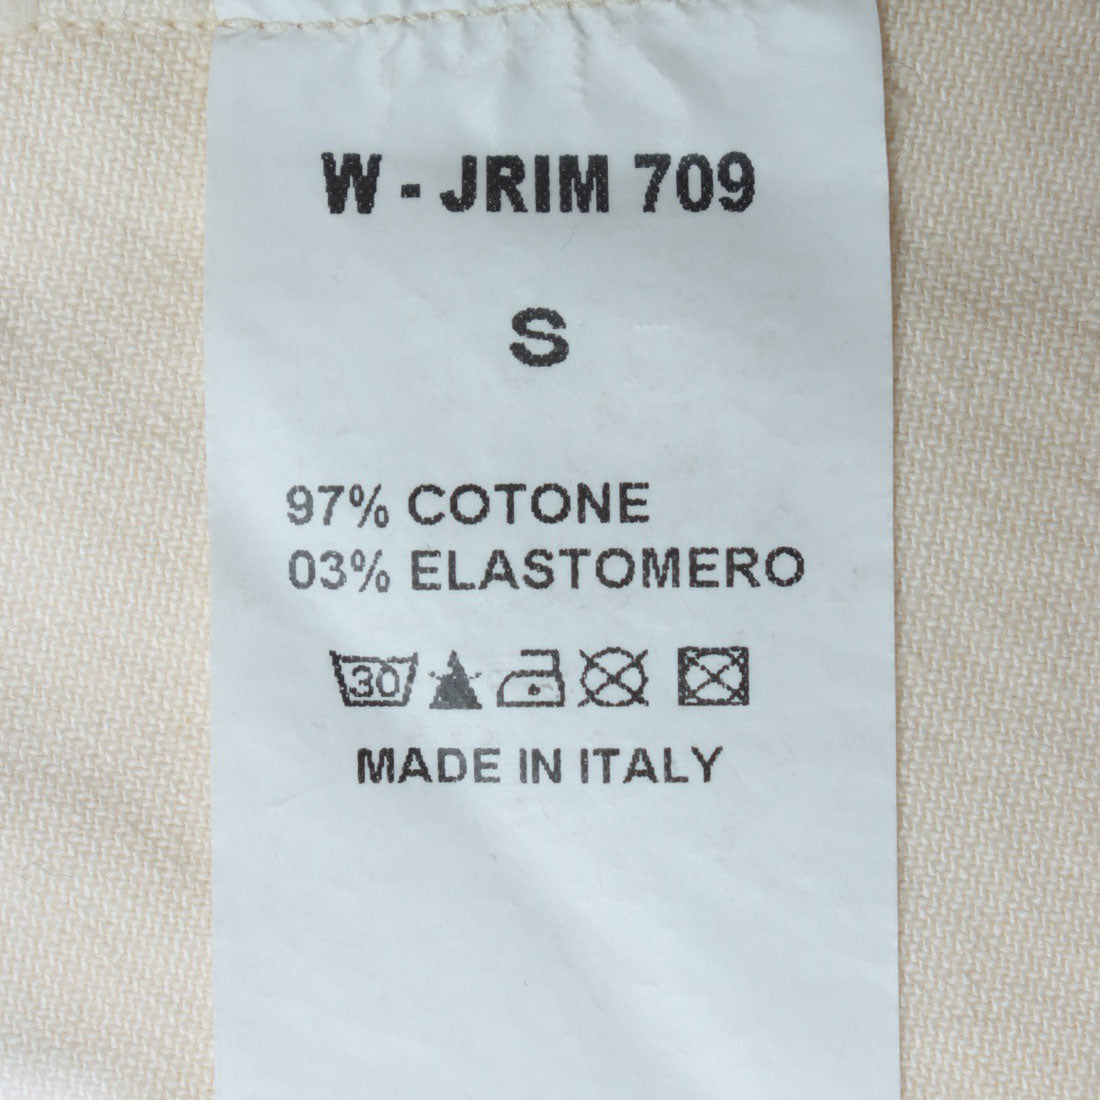 W - JRIM 709
S
97% COTONE
03% ELASTOMERO
30
MADE IN ITALY